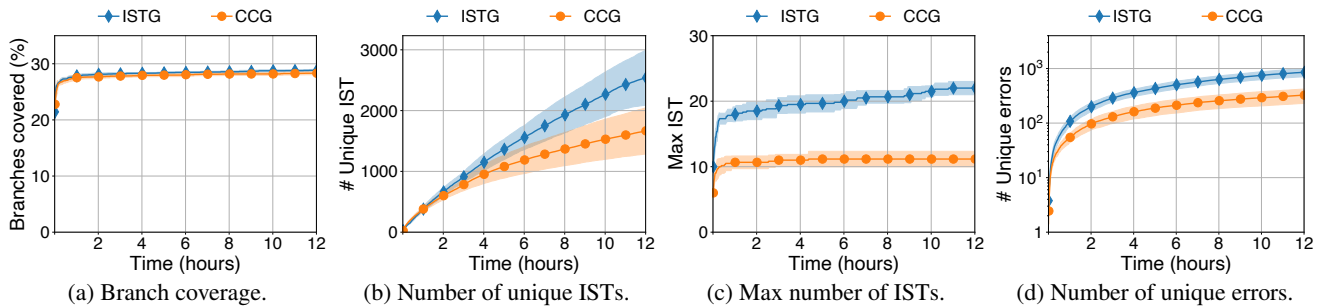 ISTG CCG
Branches covered (%)
30
20
10
0
2 4 6 8 10 12
Time (hours)
(a) Branch coverage.
ISTG CCG
# Unique IST
3000
2000
1000
0
2 4 6 8 10 12
Time (hours)
(b) Number of unique ISTs.
ISTG CCG
Max IST
30
20
10
0
2 4 6 8 10 12
Time (hours)
(c) Max number of ISTs.
ISTG CCG
# Unique errors
10³
10²
10¹
1
2 4 6 8 10 12
Time (hours)
(d) Number of unique errors.